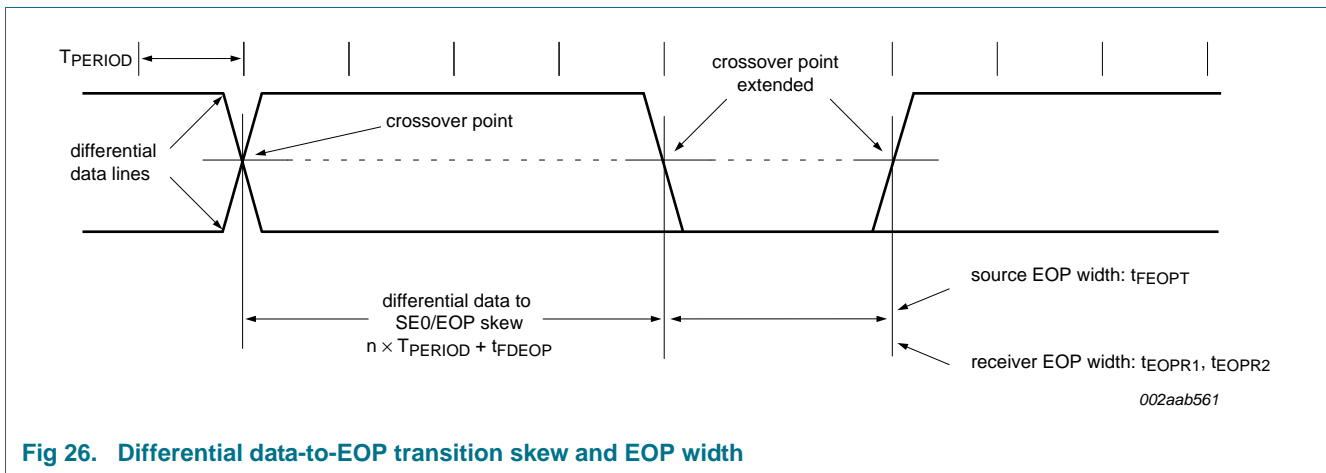 TPERIOD
crossover point
extended
crossover point
differential
data lines
source EOP width: tFEOPT
differential data to
SE0/EOP skew
n × TPERIOD + tFDEOP
receiver EOP width: tEOPR1, tEOPR2
002aab561
Fig 26. Differential data-to-EOP transition skew and EOP width